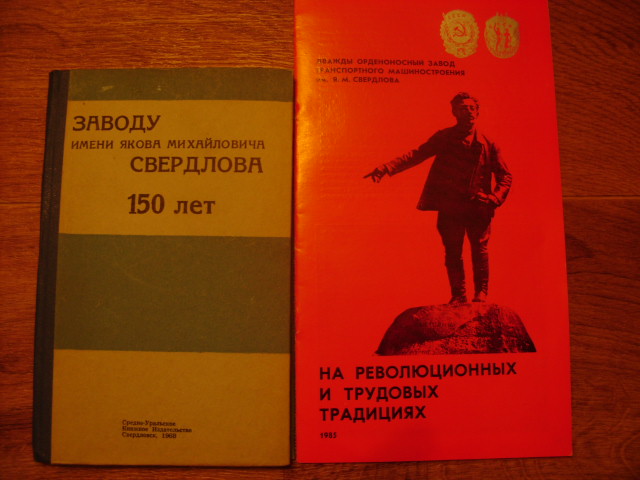 ЗАВОДУ
ИМЕНИ ЯКОВА МИХАЙЛОВИЧА
СВЕРДЛОВА
150 лет
Средне-Уральское
Книжное Издательство
Свердловск, 1968
ДВАЖДЫ ОРДЕНОНОСНЫЙ ЗАВОД
ТРАНСПОРТНОГО МАШИНОСТРОЕНИЯ
им. Я. М. СВЕРДЛОВА
НА РЕВОЛЮЦИОННЫХ
И ТРУДОВЫХ
ТРАДИЦИЯХ
1985